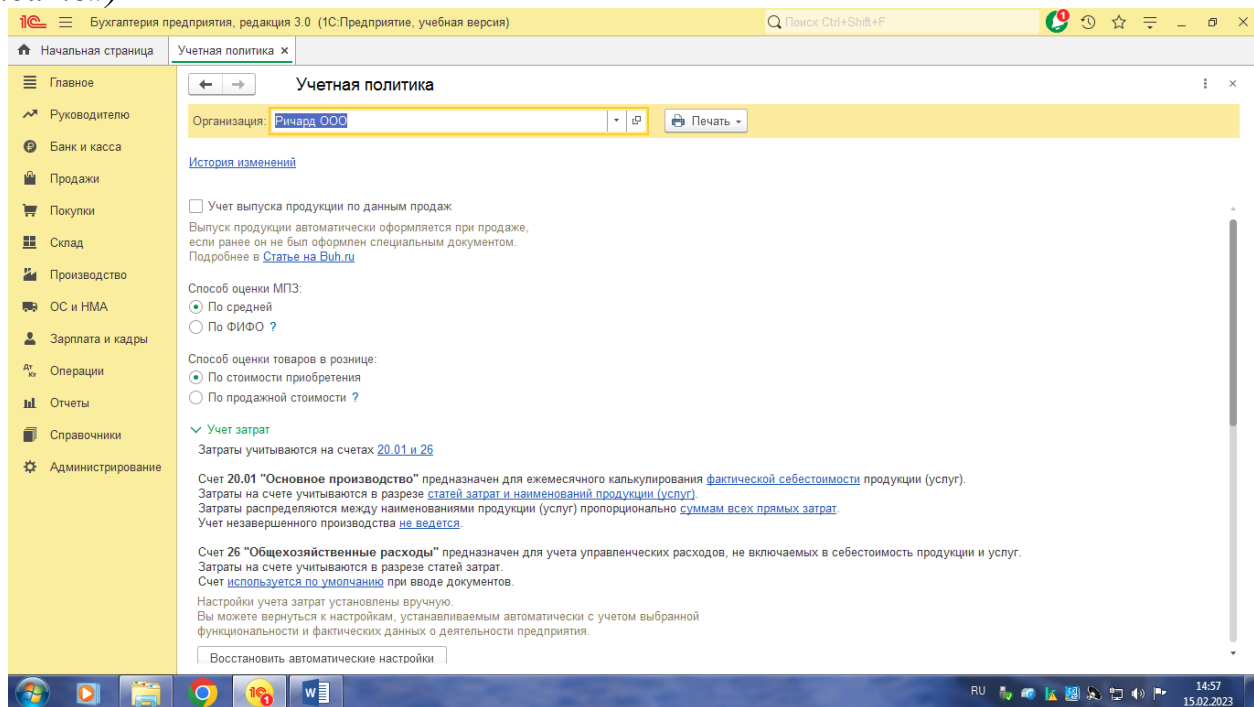 1С Бухгалтерия предприятия, редакция 3.0 (1С:Предприятие, учебная версия)
Поиск Ctrl+Shift+F
Начальная страница
Учетная политика ×
Главное
Руководителю
Банк и касса
Продажи
Покупки
Склад
Производство
ОС и НМА
Зарплата и кадры
Дт Кт Операции
Отчеты
Справочники
Администрирование
Учетная политика
Организация: Ричард ООО
Печать
История изменений
Учет выпуска продукции по данным продаж
Выпуск продукции автоматически оформляется при продаже,
если ранее он не был оформлен специальным документом.
Подробнее в Статье на Buh.ru
Способ оценки МПЗ:
По средней
По ФИФО ?
Способ оценки товаров в рознице:
По стоимости приобретения
По продажной стоимости ?
Учет затрат
Затраты учитываются на счетах 20.01 и 26
Счет 20.01 "Основное производство" предназначен для ежемесячного калькулирования фактической себестоимости продукции (услуг).
Затраты на счете учитываются в разрезе статей затрат и наименований продукции (услуг).
Затраты распределяются между наименованиями продукции (услуг) пропорционально суммам всех прямых затрат.
Учет незавершенного производства не ведется.
Счет 26 "Общехозяйственные расходы" предназначен для учета управленческих расходов, не включаемых в себестоимость продукции и услуг.
Затраты на счете учитываются в разрезе статей затрат.
Счет используется по умолчанию при вводе документов.
Настройки учета затрат установлены вручную.
Вы можете вернуться к настройкам, устанавливаемым автоматически с учетом выбранной
функциональности и фактических данных о деятельности предприятия.
Восстановить автоматические настройки
RU
14:57
15.02.2023